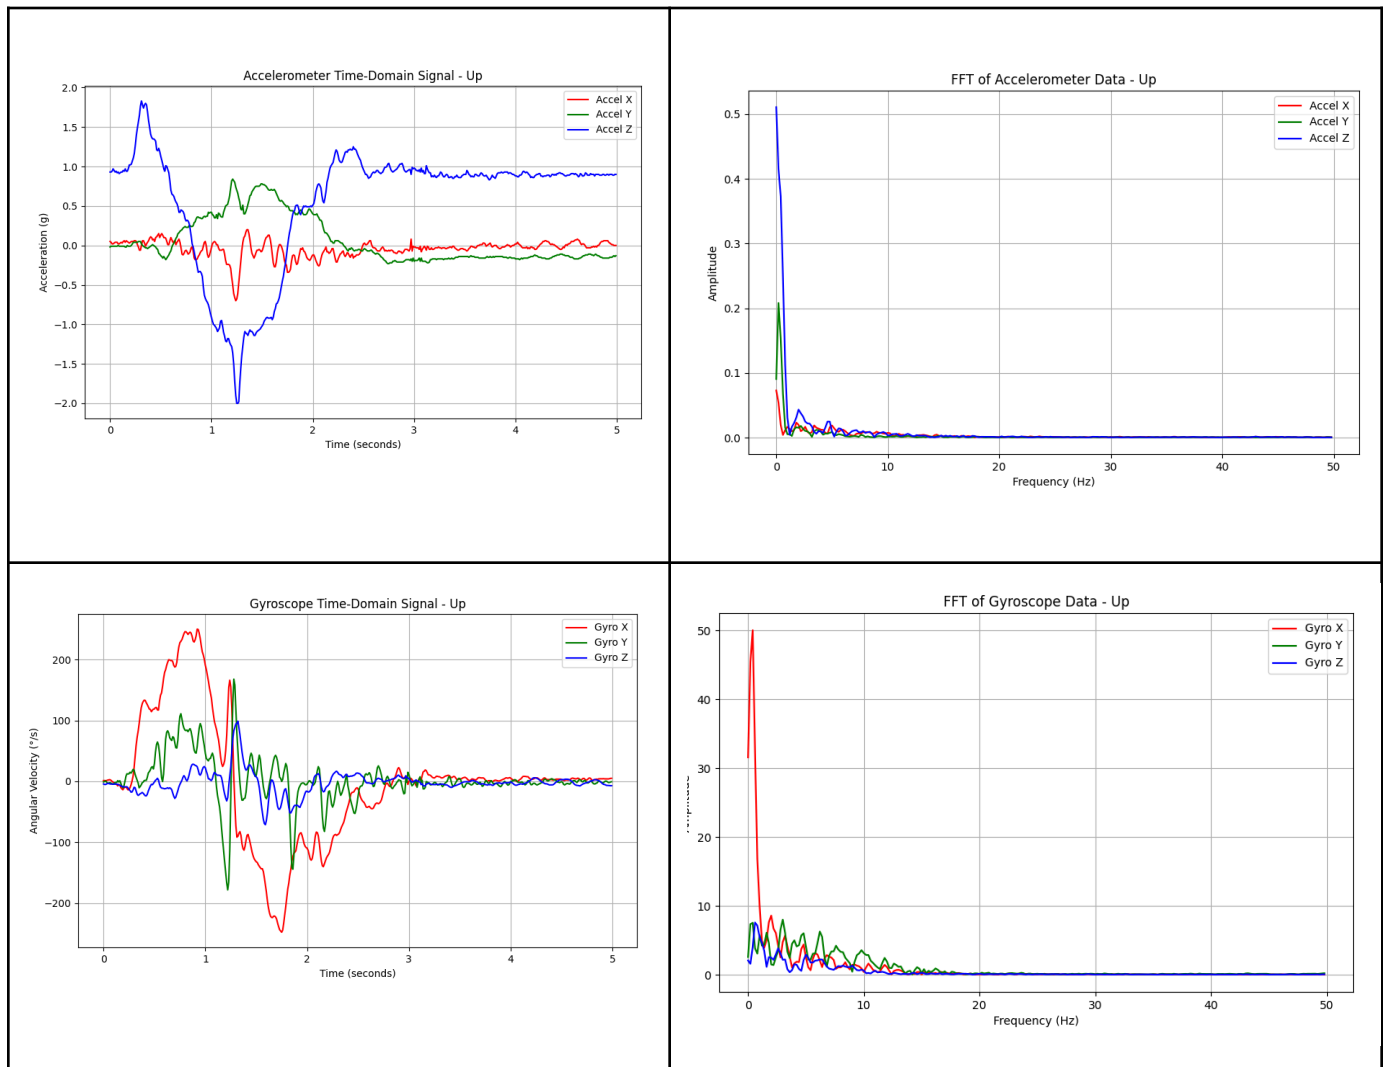 Accelerometer Time-Domain Signal - Up
2.0
1.5
1.0
0.5
0.0
−0.5
−1.0
−1.5
−2.0
Acceleration (g)
Accel X
Accel Y
Accel Z
0 1 2 3 4 5
Time (seconds)
FFT of Accelerometer Data - Up
0.5
0.4
0.3
0.2
0.1
0.0
Amplitude
Accel X
Accel Y
Accel Z
0 10 20 30 40 50
Frequency (Hz)
Gyroscope Time-Domain Signal - Up
200
100
0
−100
−200
Angular Velocity (°/s)
Gyro X
Gyro Y
Gyro Z
0 1 2 3 4 5
Time (seconds)
FFT of Gyroscope Data - Up
50
40
30
20
10
0
Gyro X
Gyro Y
Gyro Z
0 10 20 30 40 50
Frequency (Hz)